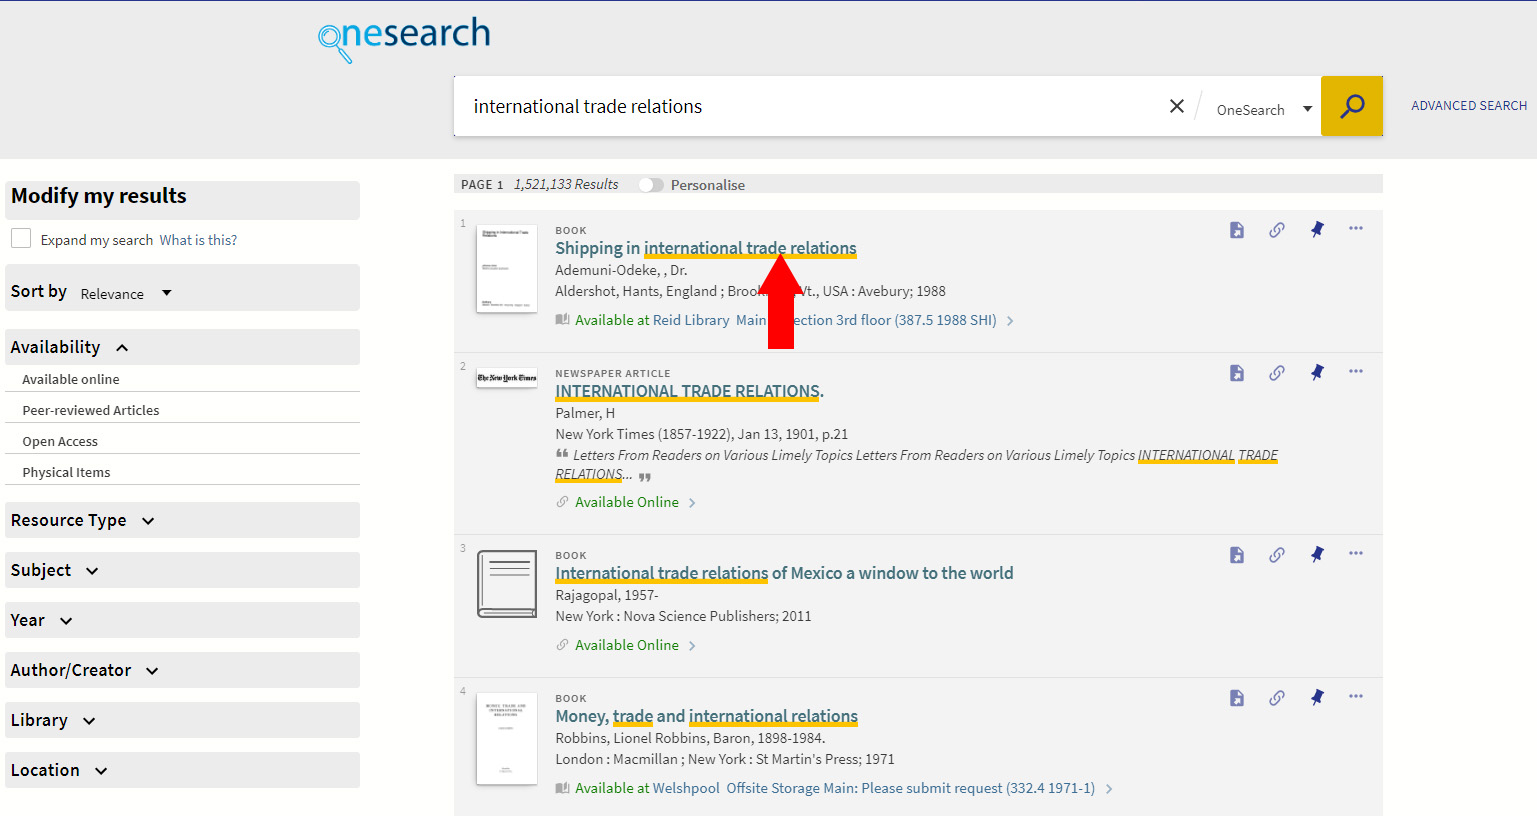 onesearch
international trade relations
OneSearch
ADVANCED SEARCH
Modify my results
Expand my search What is this?
Sort by Relevance
Availability
Available online
Peer-reviewed Articles
Open Access
Physical Items
Resource Type
Subject
Year
Author/Creator
Library
Location
PAGE 1 1,521,133 Results Personalise
1
BOOK
Shipping in international trade relations
Ademuni-Odeke, , Dr.
Aldershot, Hants, England ; Vt., USA : Avebury; 1988
Available at Reid Library Main 3rd floor (387.5 1988 SHI)
2
The New York Times
NEWSPAPER ARTICLE
INTERNATIONAL TRADE RELATIONS.
Palmer, H
New York Times (1857-1922), Jan 13, 1901, p.21
❝ Letters From Readers on Various Limely Topics Letters From Readers on Various Limely Topics INTERNATIONAL TRADE
RELATIONS... ❞
Available Online
3
BOOK
International trade relations of Mexico a window to the world
Rajagopal, 1957-
New York : Nova Science Publishers; 2011
Available Online
4
MONEY, TRADE AND
INTERNATIONAL
RELATIONS
BOOK
Money, trade and international relations
Robbins, Lionel Robbins, Baron, 1898-1984.
London : Macmillan ; New York : St Martin's Press; 1971
Available at Welshpool Offsite Storage Main: Please submit request (332.4 1971-1)